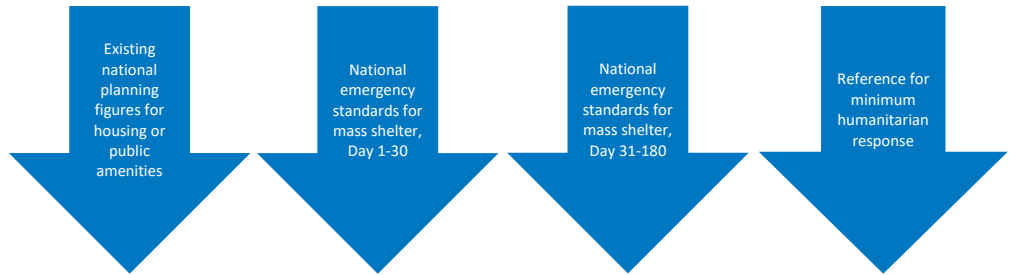 Existing
national
planning
figures for
housing or
public
amenities
National
emergency
standards for
mass shelter,
Day 1-30
National
emergency
standards for
mass shelter,
Day 31-180
Reference for
minimum
humanitarian
response